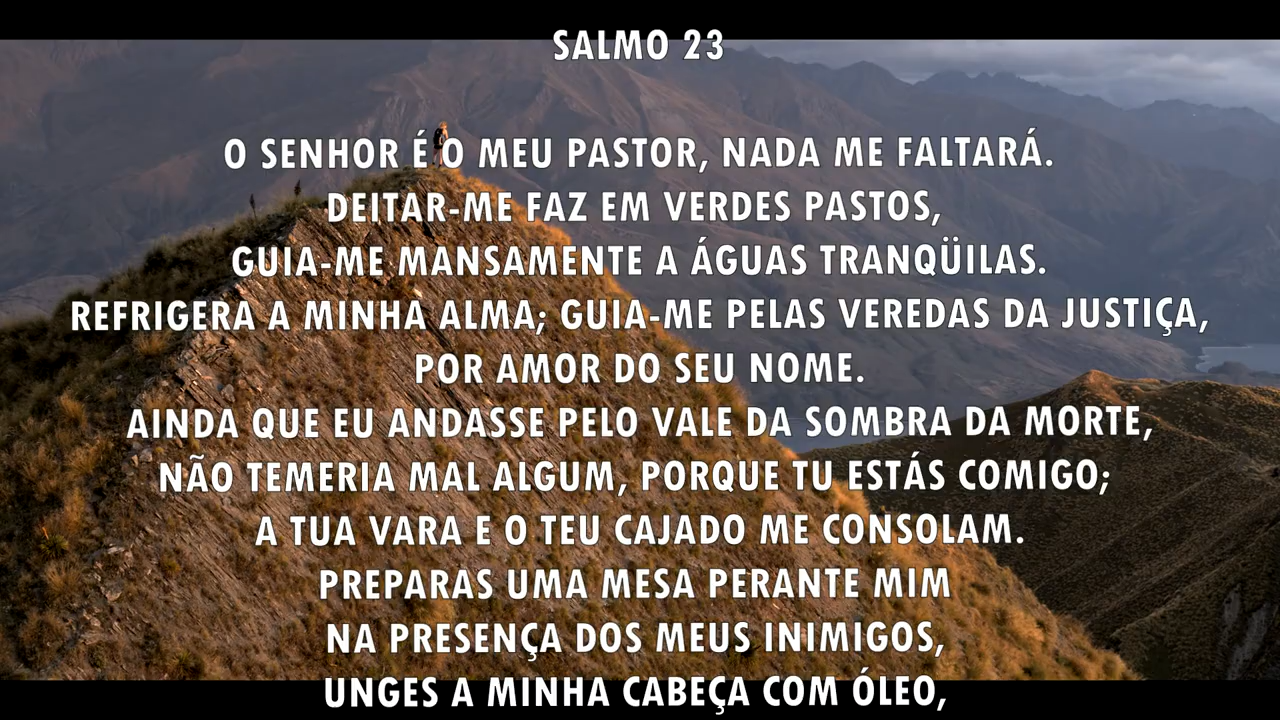 SALMO 23
O SENHOR É O MEU PASTOR, NADA ME FALTARÁ.
DEITAR-ME FAZ EM VERDES PASTOS,
GUIA-ME MANSAMENTE A ÁGUAS TRANQÜILAS.
REFRIGERA A MINHA ALMA; GUIA-ME PELAS VEREDAS DA JUSTIÇA,
POR AMOR DO SEU NOME.
AINDA QUE EU ANDASSE PELO VALE DA SOMBRA DA MORTE,
NÃO TEMERIA MAL ALGUM, PORQUE TU ESTÁS COMIGO;
A TUA VARA E O TEU CAJADO ME CONSOLAM.
PREPARAS UMA MESA PERANTE MIM
NA PRESENÇA DOS MEUS INIMIGOS,
UNGES A MINHA CABEÇA COM ÓLEO,